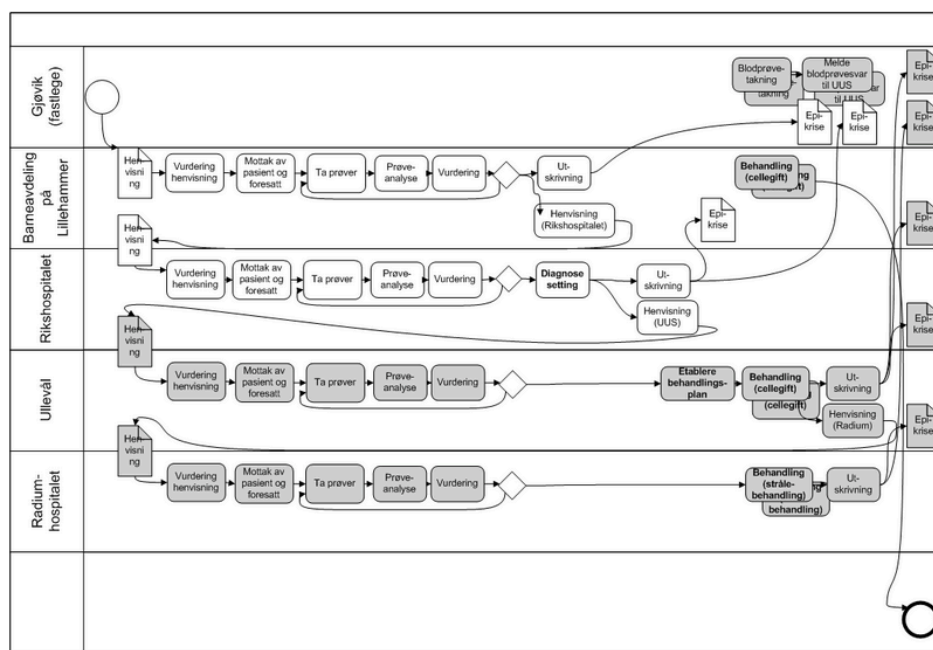 Gjøvik
(fastlege)
Blodprøve-
takning
takning
Melde
blodprøvesvar
til UUS
var
til UUS
Epi-
krise
Epi-
krise
Epi-
krise
Epi-
krise
Barneavdeling
på
Lillehammer
Hen-
visni
ng
Vurdering
henvisning
Mottak av
pasient og
foresatt
Ta prøver
Prøve-
analyse
Vurdering
Ut-
skrivning
Henvisning
(Rikshospitalet)
Behandling
(cellegift)
Epi-
krise
Epi-
krise
Rikshospitalet
Hen-
visni
ng
Vurdering
henvisning
Mottak av
pasient og
foresatt
Ta prøver
Prøve-
analyse
Vurdering
Diagnose
setting
Ut-
skrivning
Henvisning
(UUS)
Epi-
krise
Ullevål
Hen-
visni
ng
Vurdering
henvisning
Mottak av
pasient og
foresatt
Ta prøver
Prøve-
analyse
Vurdering
Etablere
behandlings-
plan
Behandling
(cellegift)
(cellegift)
Ut-
skrivning
Henvisning
(Radium)
Epi-
krise
Radium-
hospitalet
Hen-
visni
ng
Vurdering
henvisning
Mottak av
pasient og
foresatt
Ta prøver
Prøve-
analyse
Vurdering
Behandling
(stråle-
behandling)
behandling)
Ut-
skrivning